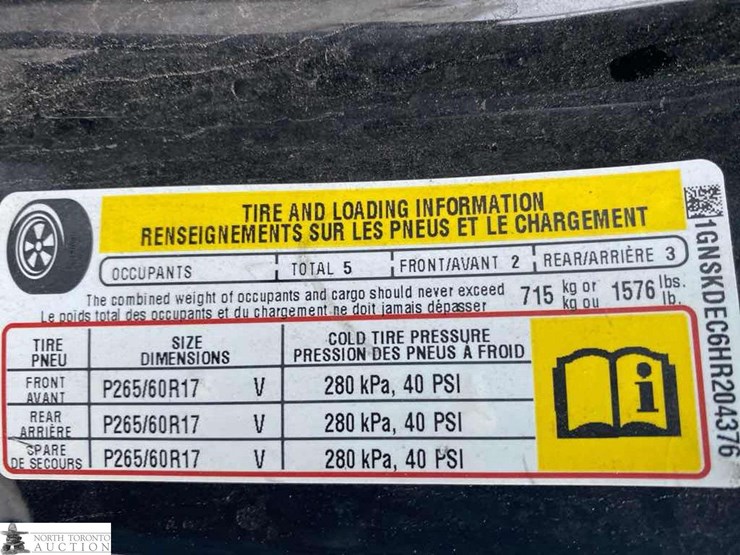 TIRE AND LOADING INFORMATION
RENSEIGNEMENTS SUR LES PNEUS ET LE CHARGEMENT
OCCUPANTS TOTAL 5 FRONT/AVANT 2 REAR/ARRIÈRE 3
The combined weight of occupants and cargo should never exceed 715 kg or 1576 lbs.
Le poids total des occupants et du chargement ne doit jamais dépasser kg ou lb.
TIRE SIZE COLD TIRE PRESSURE
PNEU DIMENSIONS PRESSION DES PNEUS À FROID
FRONT
AVANT P265/60R17 V 280 kPa, 40 PSI
REAR
ARRIÈRE P265/60R17 V 280 kPa, 40 PSI
SPARE
DE SECOURS P265/60R17 V 280 kPa, 40 PSI
i
1GNSKDEC6HR204376
NORTH TORONTO
AUCTION